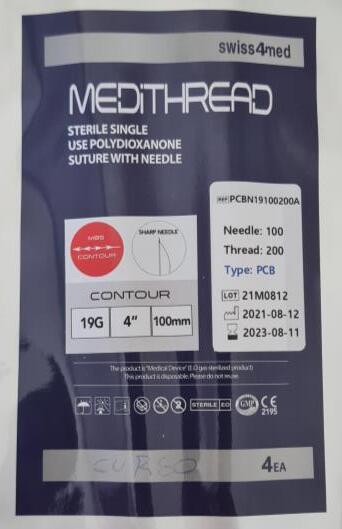 swiss4med
MEDiTHREAD
STERILE SINGLE
USE POLYDIOXANONE
SUTURE WITH NEEDLE
REF PCBN19100200A
Needle: 100
Thread: 200
Type: PCB
LOT 21M0812
2021-08-12
2023-08-11
MBS
CONTOUR
SHARP NEEDLE
CONTOUR
19G 4" 100mm
The product is "Medical Device" (E.O gas sterilized product)
This product is disposable. Please do not reuse.
STERILE EO GMP CE
2195
CURSO
4EA